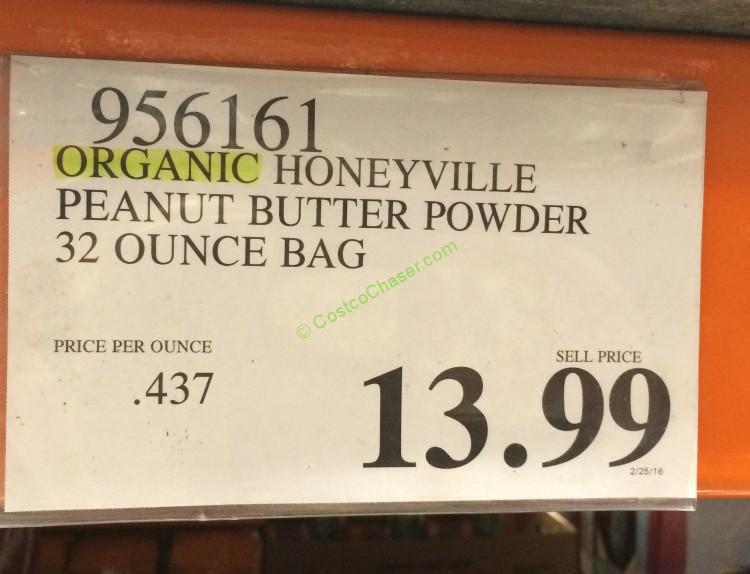 956161
ORGANIC HONEYVILLE
PEANUT BUTTER POWDER
32 OUNCE BAG
© CostcoChaser.com
PRICE PER OUNCE
.437
SELL PRICE
13.99
2/25/16